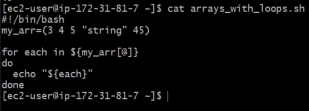 [ec2-user@ip-172-31-81-7 ~]$ cat arrays_with_loops.sh
#!/bin/bash
my_arr=(3 4 5 "string" 45)

for each in ${my_arr[@]}
do
  echo "${each}"
done
[ec2-user@ip-172-31-81-7 ~]$